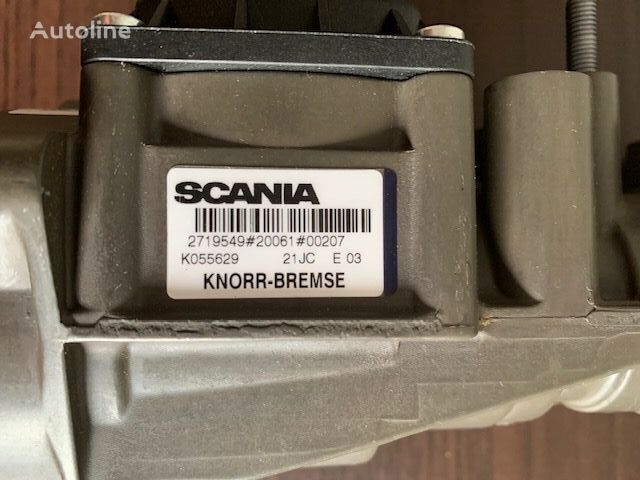 Autoline
SCANIA
2719549#20061#00207
K055629 21JC E 03
KNORR-BREMSE